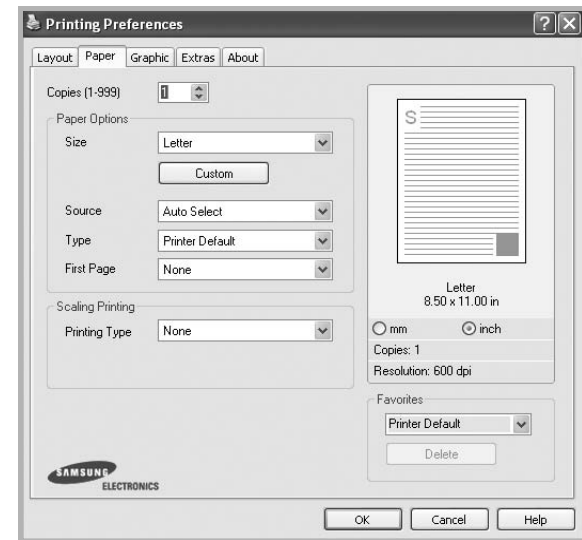 Printing Preferences
Layout Paper Graphic Extras About
Copies (1-999) 1
Paper Options
Size Letter
Custom
Source Auto Select
Type Printer Default
First Page None
Scaling Printing
Printing Type None
S
Letter
8.50 x 11.00 in
mm inch
Copies: 1
Resolution: 600 dpi
Favorites
Printer Default
Delete
SAMSUNG
ELECTRONICS
OK Cancel Help